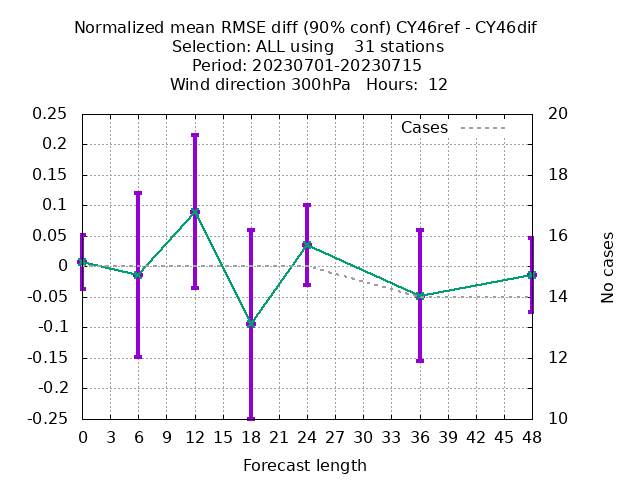 Normalized mean RMSE diff (90% conf) CY46ref - CY46dif
Selection: ALL using    31 stations
Period: 20230701-20230715
Wind direction 300hPa   Hours:  12
0.25 20
0.2
0.15 18
0.1
0.05 16
0
-0.05 14
-0.1
-0.15 12
-0.2
-0.25 10
Cases
No cases
0 3 6 9 12 15 18 21 24 27 30 33 36 39 42 45 48
Forecast length